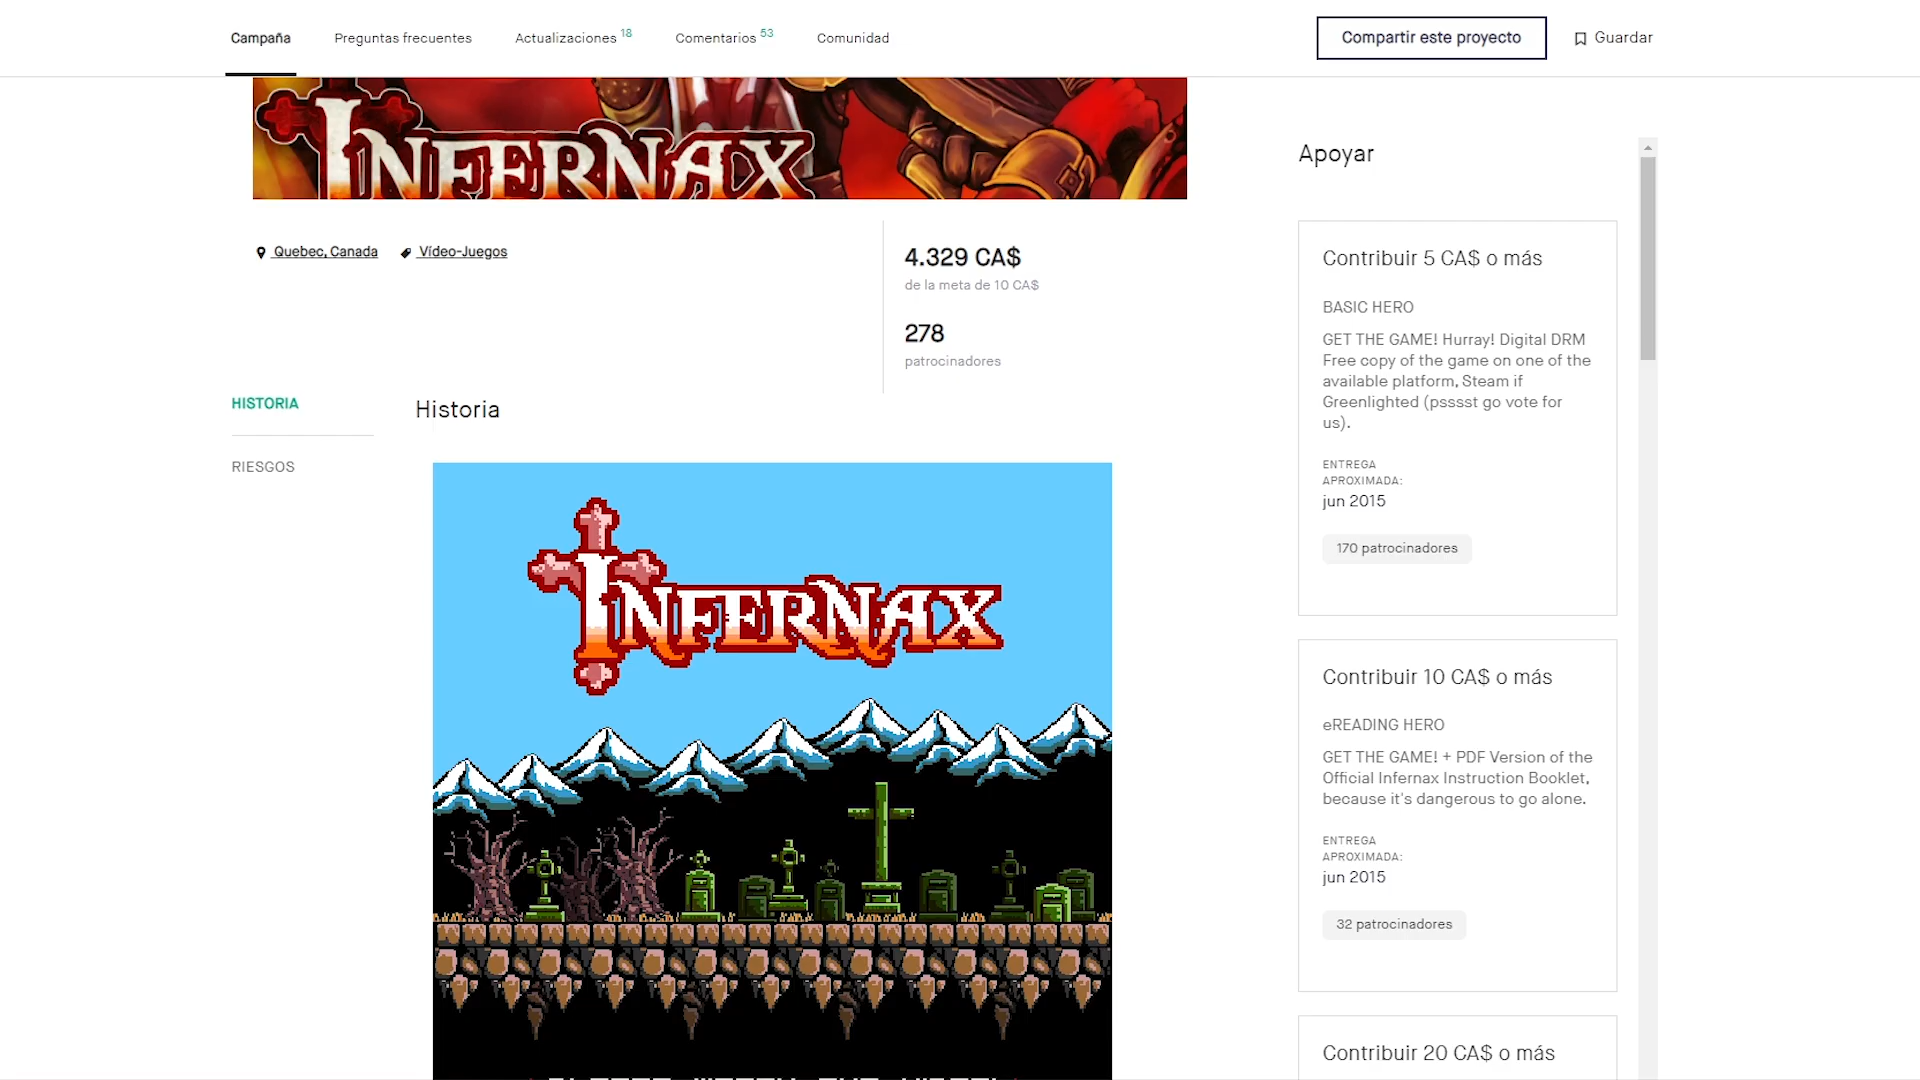 Campaña
Preguntas frecuentes
Actualizaciones 18
Comentarios 53
Comunidad
Compartir este proyecto
Guardar
INFERNAX
Quebec, Canada
Vídeo-Juegos
4.329 CA$
de la meta de 10 CA$
278
patrocinadores
HISTORIA
RIESGOS
Historia
INFERNAX
Apoyar
Contribuir 5 CA$ o más
BASIC HERO
GET THE GAME! Hurray! Digital DRM
Free copy of the game on one of the
available platform, Steam if
Greenlighted (psssst go vote for
us).
ENTREGA
APROXIMADA:
jun 2015
170 patrocinadores
Contribuir 10 CA$ o más
eREADING HERO
GET THE GAME! + PDF Version of the
Official Infernax Instruction Booklet,
because it's dangerous to go alone.
ENTREGA
APROXIMADA:
jun 2015
32 patrocinadores
Contribuir 20 CA$ o más